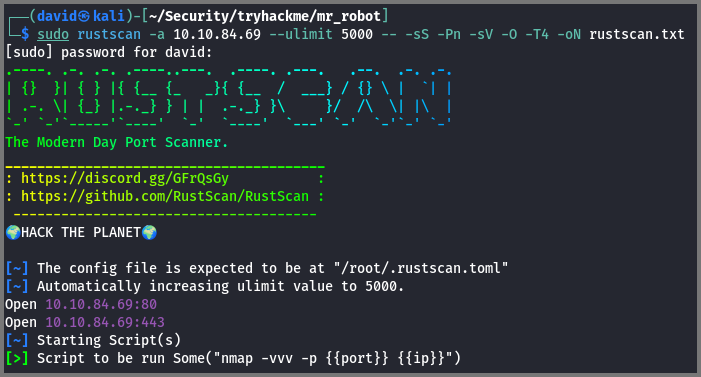 ┌──(david㉿kali)-[~/Security/tryhackme/mr_robot]
└─$ sudo rustscan -a 10.10.84.69 --ulimit 5000 -- -sS -Pn -sV -O -T4 -oN rustscan.txt
[sudo] password for david:
.----. .-. .-. .----..---.  .----. .---.   .--.  .-. .-.
| {}  }| { } |{ {__ {_   _}{ {__  /  ___} / {} \ |  `| |
| .-. \| {_} |.-._} } | |  .-._} }\     }/  /\  \| |\  |
`-' `-'`-----'`----'  `-'  `----'  `---' `-'  `-'`-' `-'
The Modern Day Port Scanner.
________________________________________
: https://discord.gg/GFrQsGy           :
: https://github.com/RustScan/RustScan :
 --------------------------------------
🌍HACK THE PLANET🌍
[~] The config file is expected to be at "/root/.rustscan.toml"
[~] Automatically increasing ulimit value to 5000.
Open 10.10.84.69:80
Open 10.10.84.69:443
[~] Starting Script(s)
[>] Script to be run Some("nmap -vvv -p {{port}} {{ip}}")